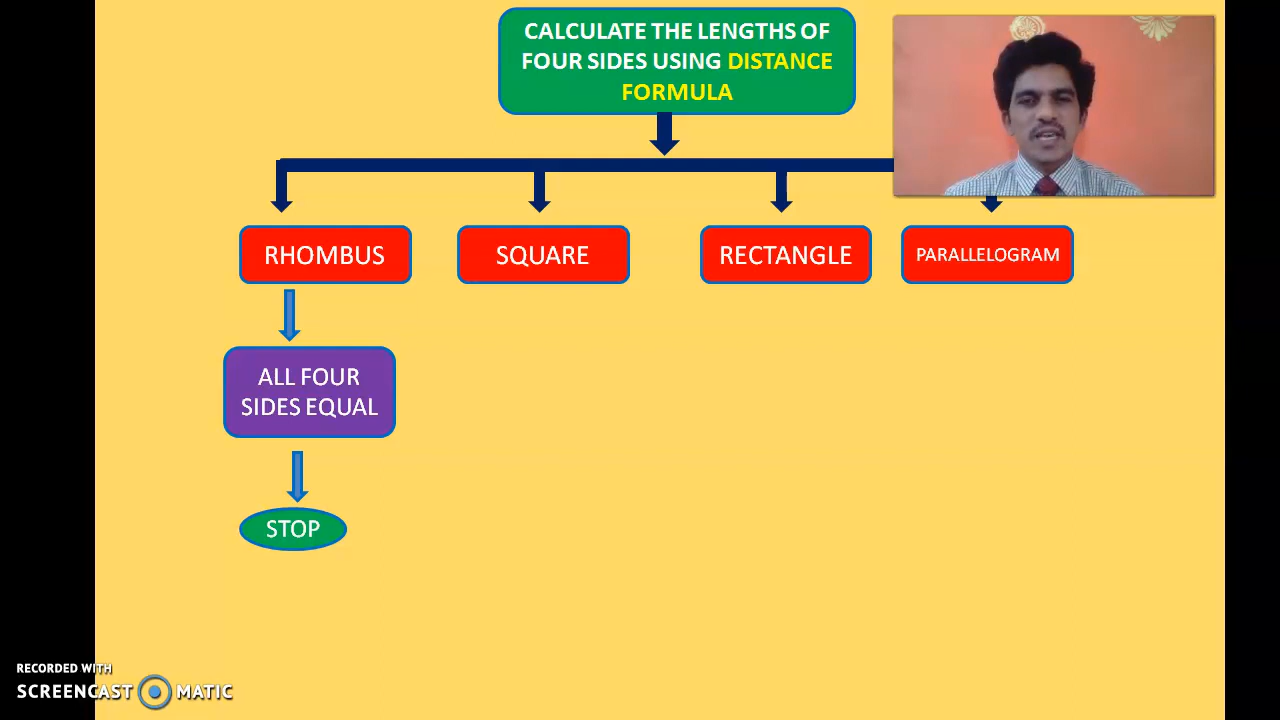 CALCULATE THE LENGTHS OF
FOUR SIDES USING DISTANCE
FORMULA
RHOMBUS
SQUARE
RECTANGLE
PARALLELOGRAM
ALL FOUR
SIDES EQUAL
STOP
RECORDED WITH
SCREENCAST MATIC